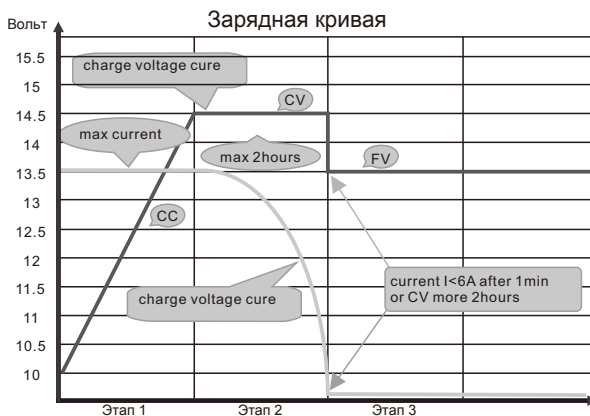 Зарядная кривая
Вольт
15.5
15
14.5
14
13.5
13
12.5
12
11.5
11
10.5
10
charge voltage cure
CV
max current
max 2hours
FV
CC
charge voltage cure
current I<6A after 1min
or CV more 2hours
Этап 1
Этап 2
Этап 3